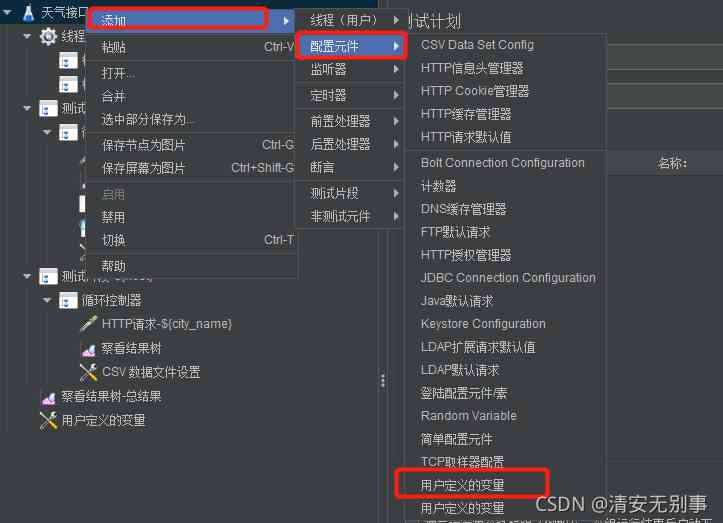 天气接口
线程
测试
测试
循环控制器
HTTP请求-${city_name}
察看结果树
CSV 数据文件设置
察看结果树-总结果
用户定义的变量
添加
粘贴 Ctrl-V
打开...
合并
选中部分保存为...
保存节点为图片 Ctrl-G
保存屏幕为图片 Ctrl+Shift-G
启用
禁用
切换 Ctrl-T
帮助
线程（用户）
配置元件
监听器
定时器
前置处理器
后置处理器
断言
测试片段
非测试元件
测试计划
名称：
CSV Data Set Config
HTTP信息头管理器
HTTP Cookie管理器
HTTP缓存管理器
HTTP请求默认值
Bolt Connection Configuration
计数器
DNS缓存管理器
FTP默认请求
HTTP授权管理器
JDBC Connection Configuration
Java默认请求
Keystore Configuration
LDAP扩展请求默认值
LDAP默认请求
登陆配置元件/素
Random Variable
简单配置元件
TCP取样器配置
用户定义的变量
用户定义的变量
CSDN @清安无别事